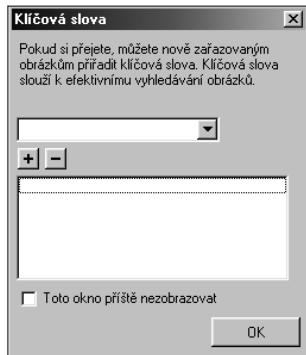 Klíčová slova
Pokud si přejete, můžete nově zařazovaným
obrázkům přiřadit klíčová slova. Klíčová slova
slouží k efektivnímu vyhledávání obrázků.
+ −
Toto okno příště nezobrazovat
OK